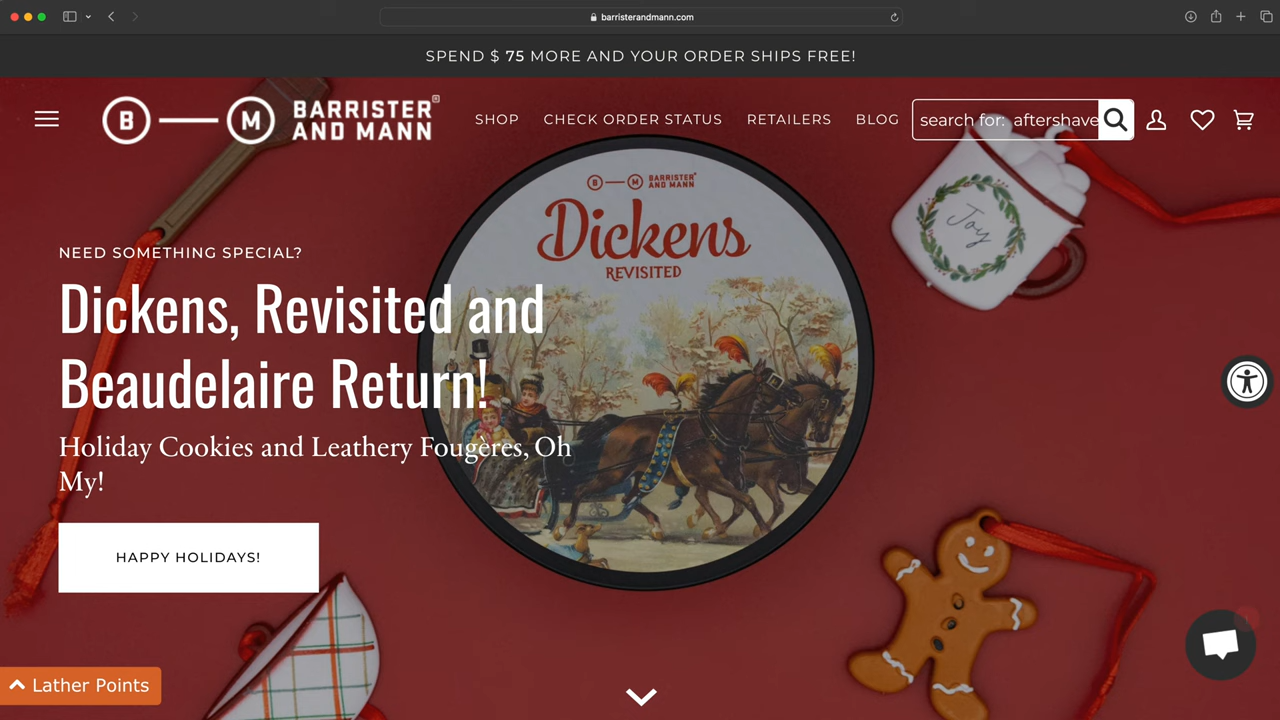 barristerandmann.com
SPEND $ 75 MORE AND YOUR ORDER SHIPS FREE!
B M BARRISTER
AND MANN®
SHOP CHECK ORDER STATUS RETAILERS BLOG search for: aftershave
B M BARRISTER
AND MANN
Dickens
REVISITED
Joy
NEED SOMETHING SPECIAL?
Dickens, Revisited and
Beaudelaire Return!
Holiday Cookies and Leathery Fougères, Oh
My!
HAPPY HOLIDAYS!
Lather Points